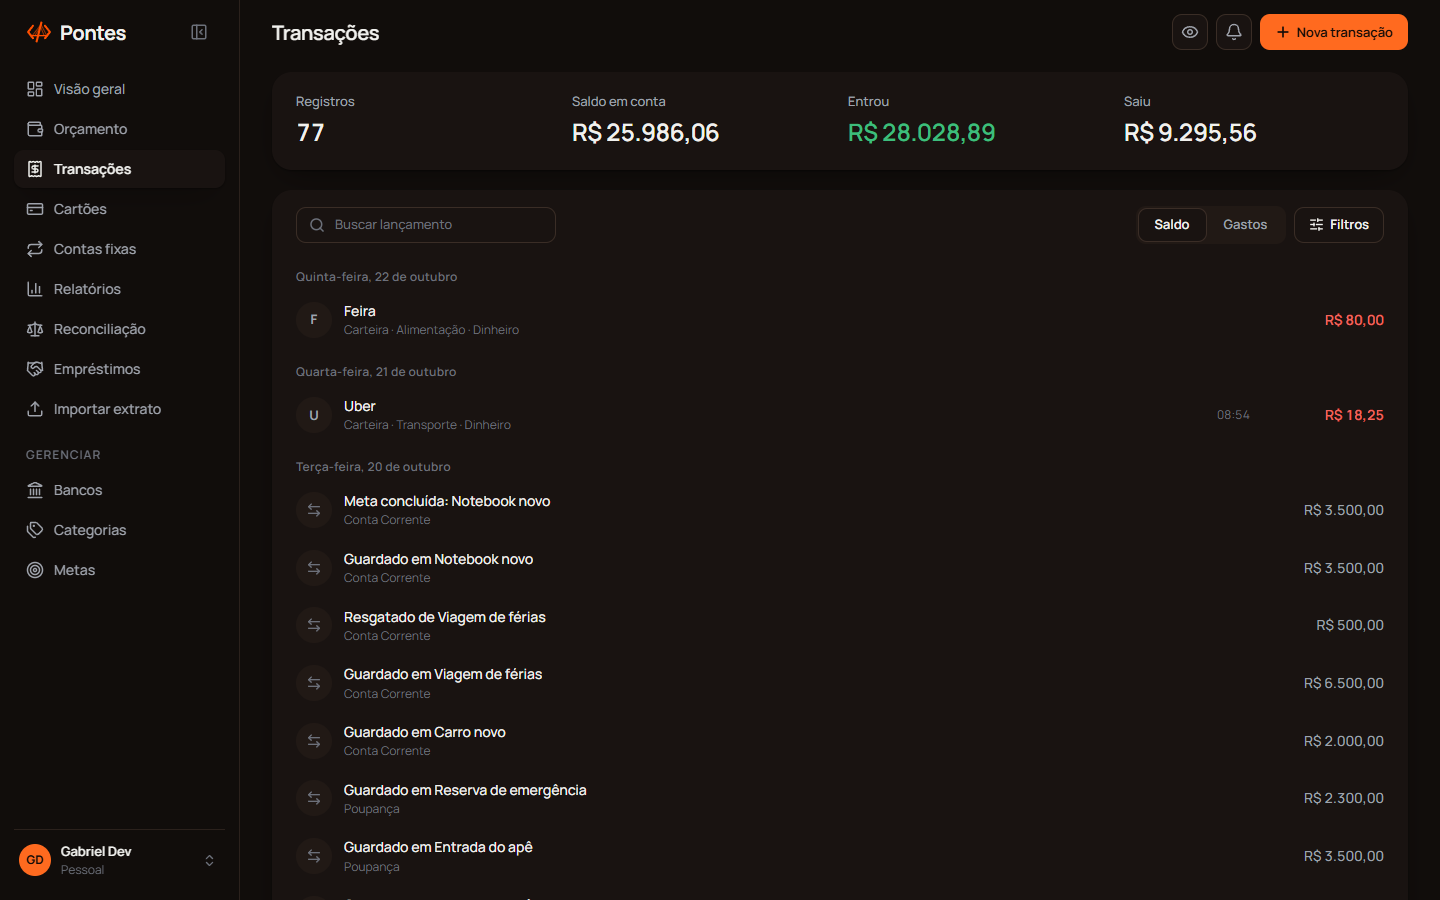 Pontes
Visão geral
Orçamento
Transações
Cartões
Contas fixas
Relatórios
Reconciliação
Empréstimos
Importar extrato
GERENCIAR
Bancos
Categorias
Metas
GD
Gabriel Dev
Pessoal
Transações
Nova transação
Registros
77
Saldo em conta
R$ 25.986,06
Entrou
R$ 28.028,89
Saiu
R$ 9.295,56
Buscar lançamento
Saldo
Gastos
Filtros
Quinta-feira, 22 de outubro
F
Feira
Carteira · Alimentação · Dinheiro
R$ 80,00
Quarta-feira, 21 de outubro
U
Uber
Carteira · Transporte · Dinheiro
08:54
R$ 18,25
Terça-feira, 20 de outubro
Meta concluída: Notebook novo
Conta Corrente
R$ 3.500,00
Guardado em Notebook novo
Conta Corrente
R$ 3.500,00
Resgatado de Viagem de férias
Conta Corrente
R$ 500,00
Guardado em Viagem de férias
Conta Corrente
R$ 6.500,00
Guardado em Carro novo
Conta Corrente
R$ 2.000,00
Guardado em Reserva de emergência
Poupança
R$ 2.300,00
Guardado em Entrada do apê
Poupança
R$ 3.500,00